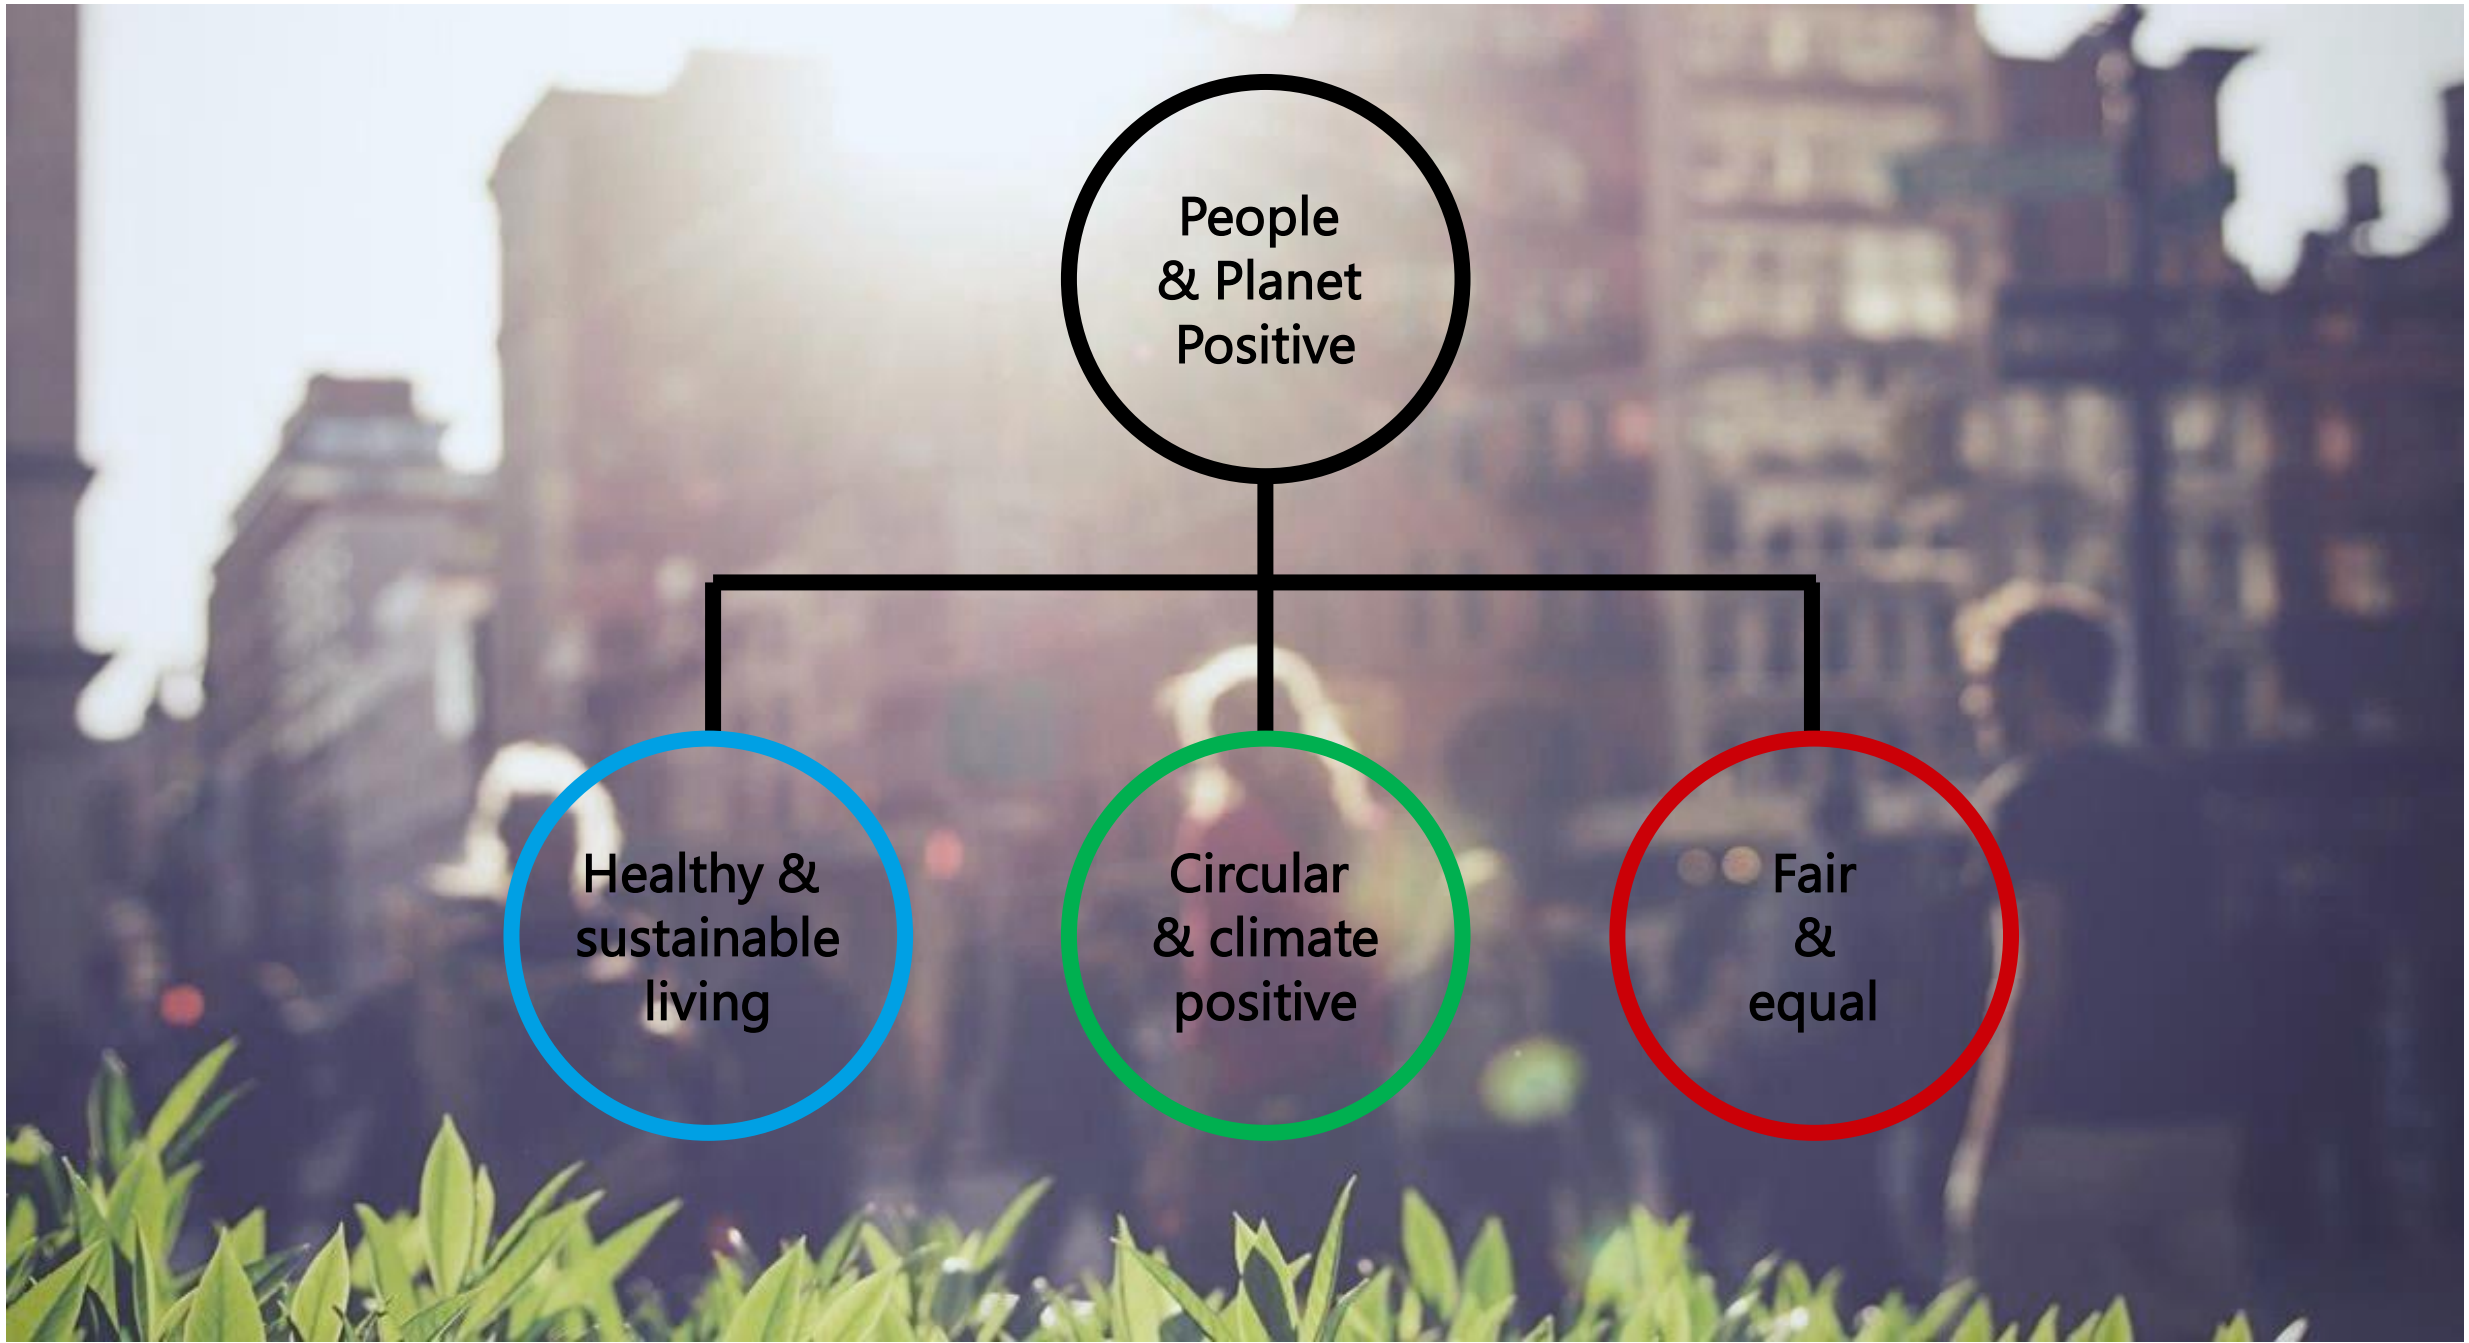 People
& Planet
Positive
Healthy &
sustainable
living
Circular
& climate
positive
Fair
&
equal